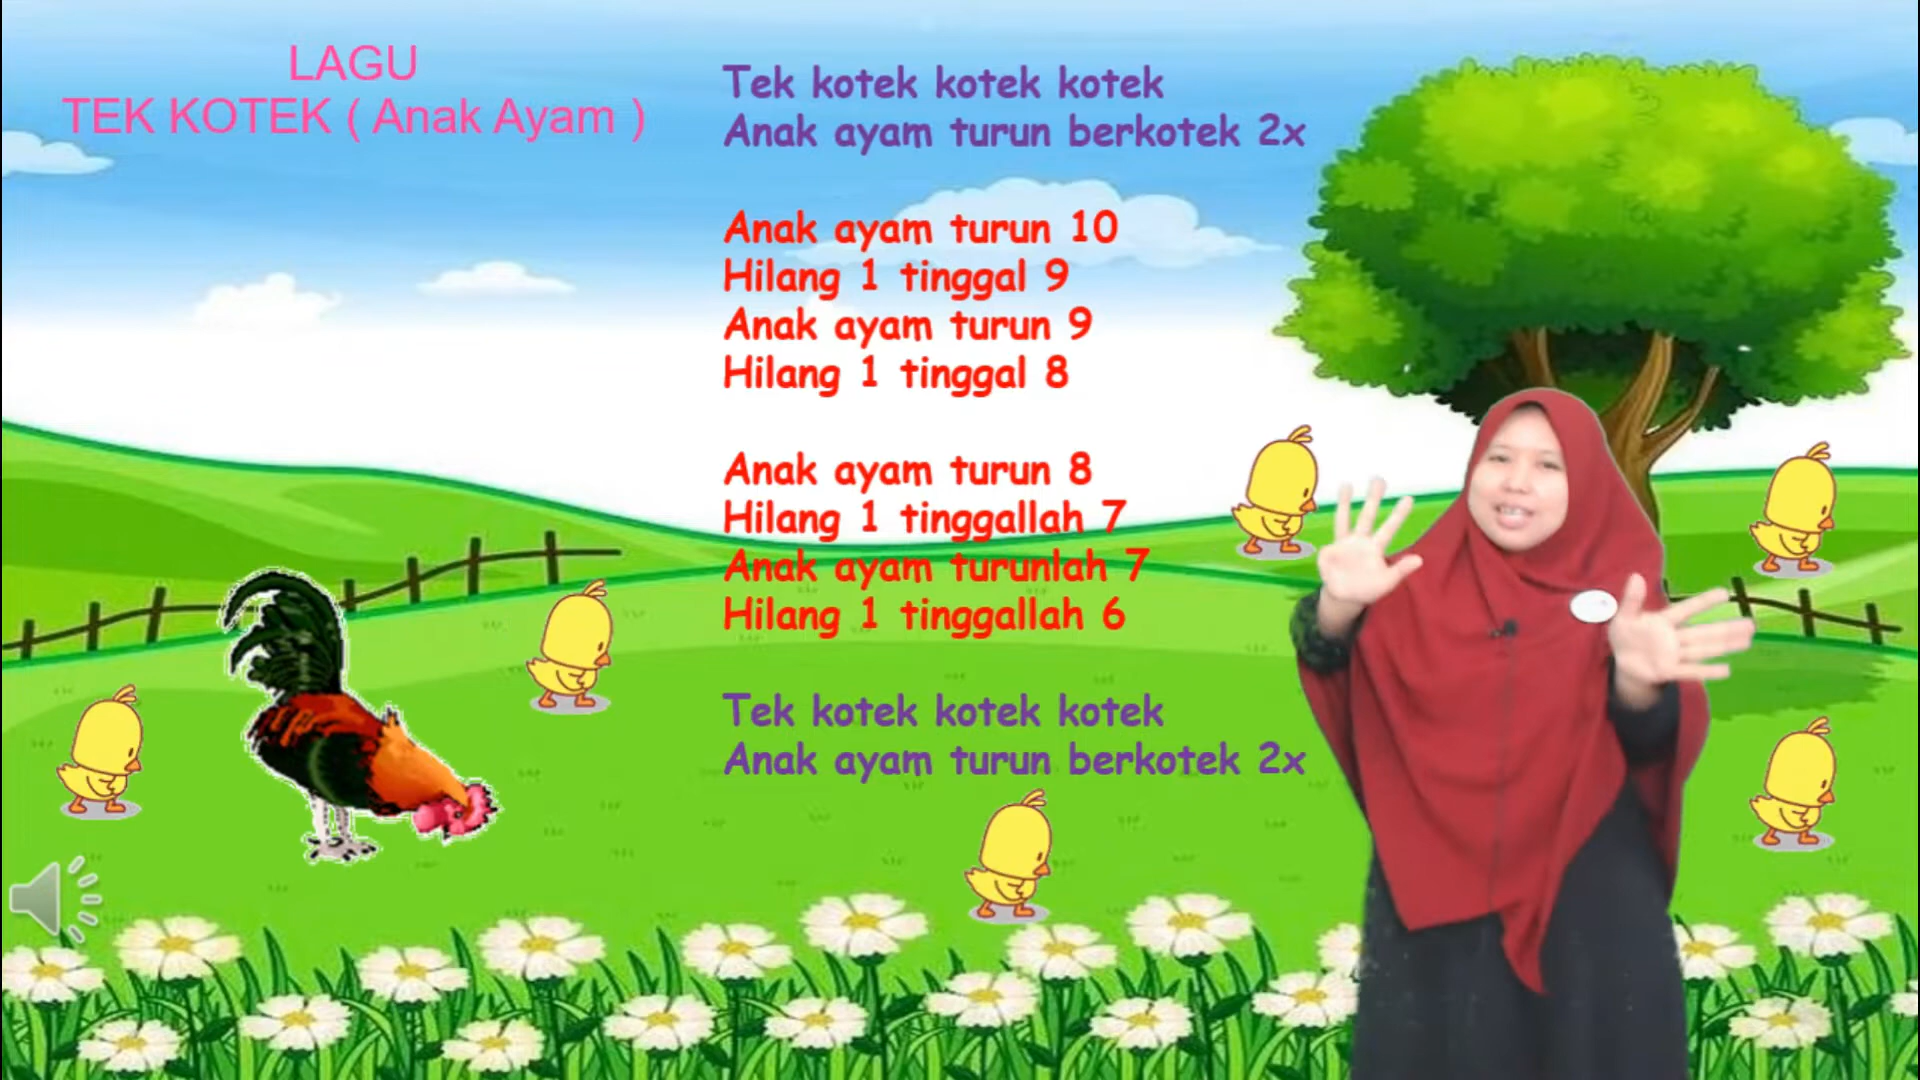 LAGU
TEK KOTEK ( Anak Ayam )
Tek kotek kotek kotek
Anak ayam turun berkotek 2x
Anak ayam turun 10
Hilang 1 tinggal 9
Anak ayam turun 9
Hilang 1 tinggal 8
Anak ayam turun 8
Hilang 1 tinggallah 7
Anak ayam turunlah 7
Hilang 1 tinggallah 6
Tek kotek kotek kotek
Anak ayam turun berkotek 2x